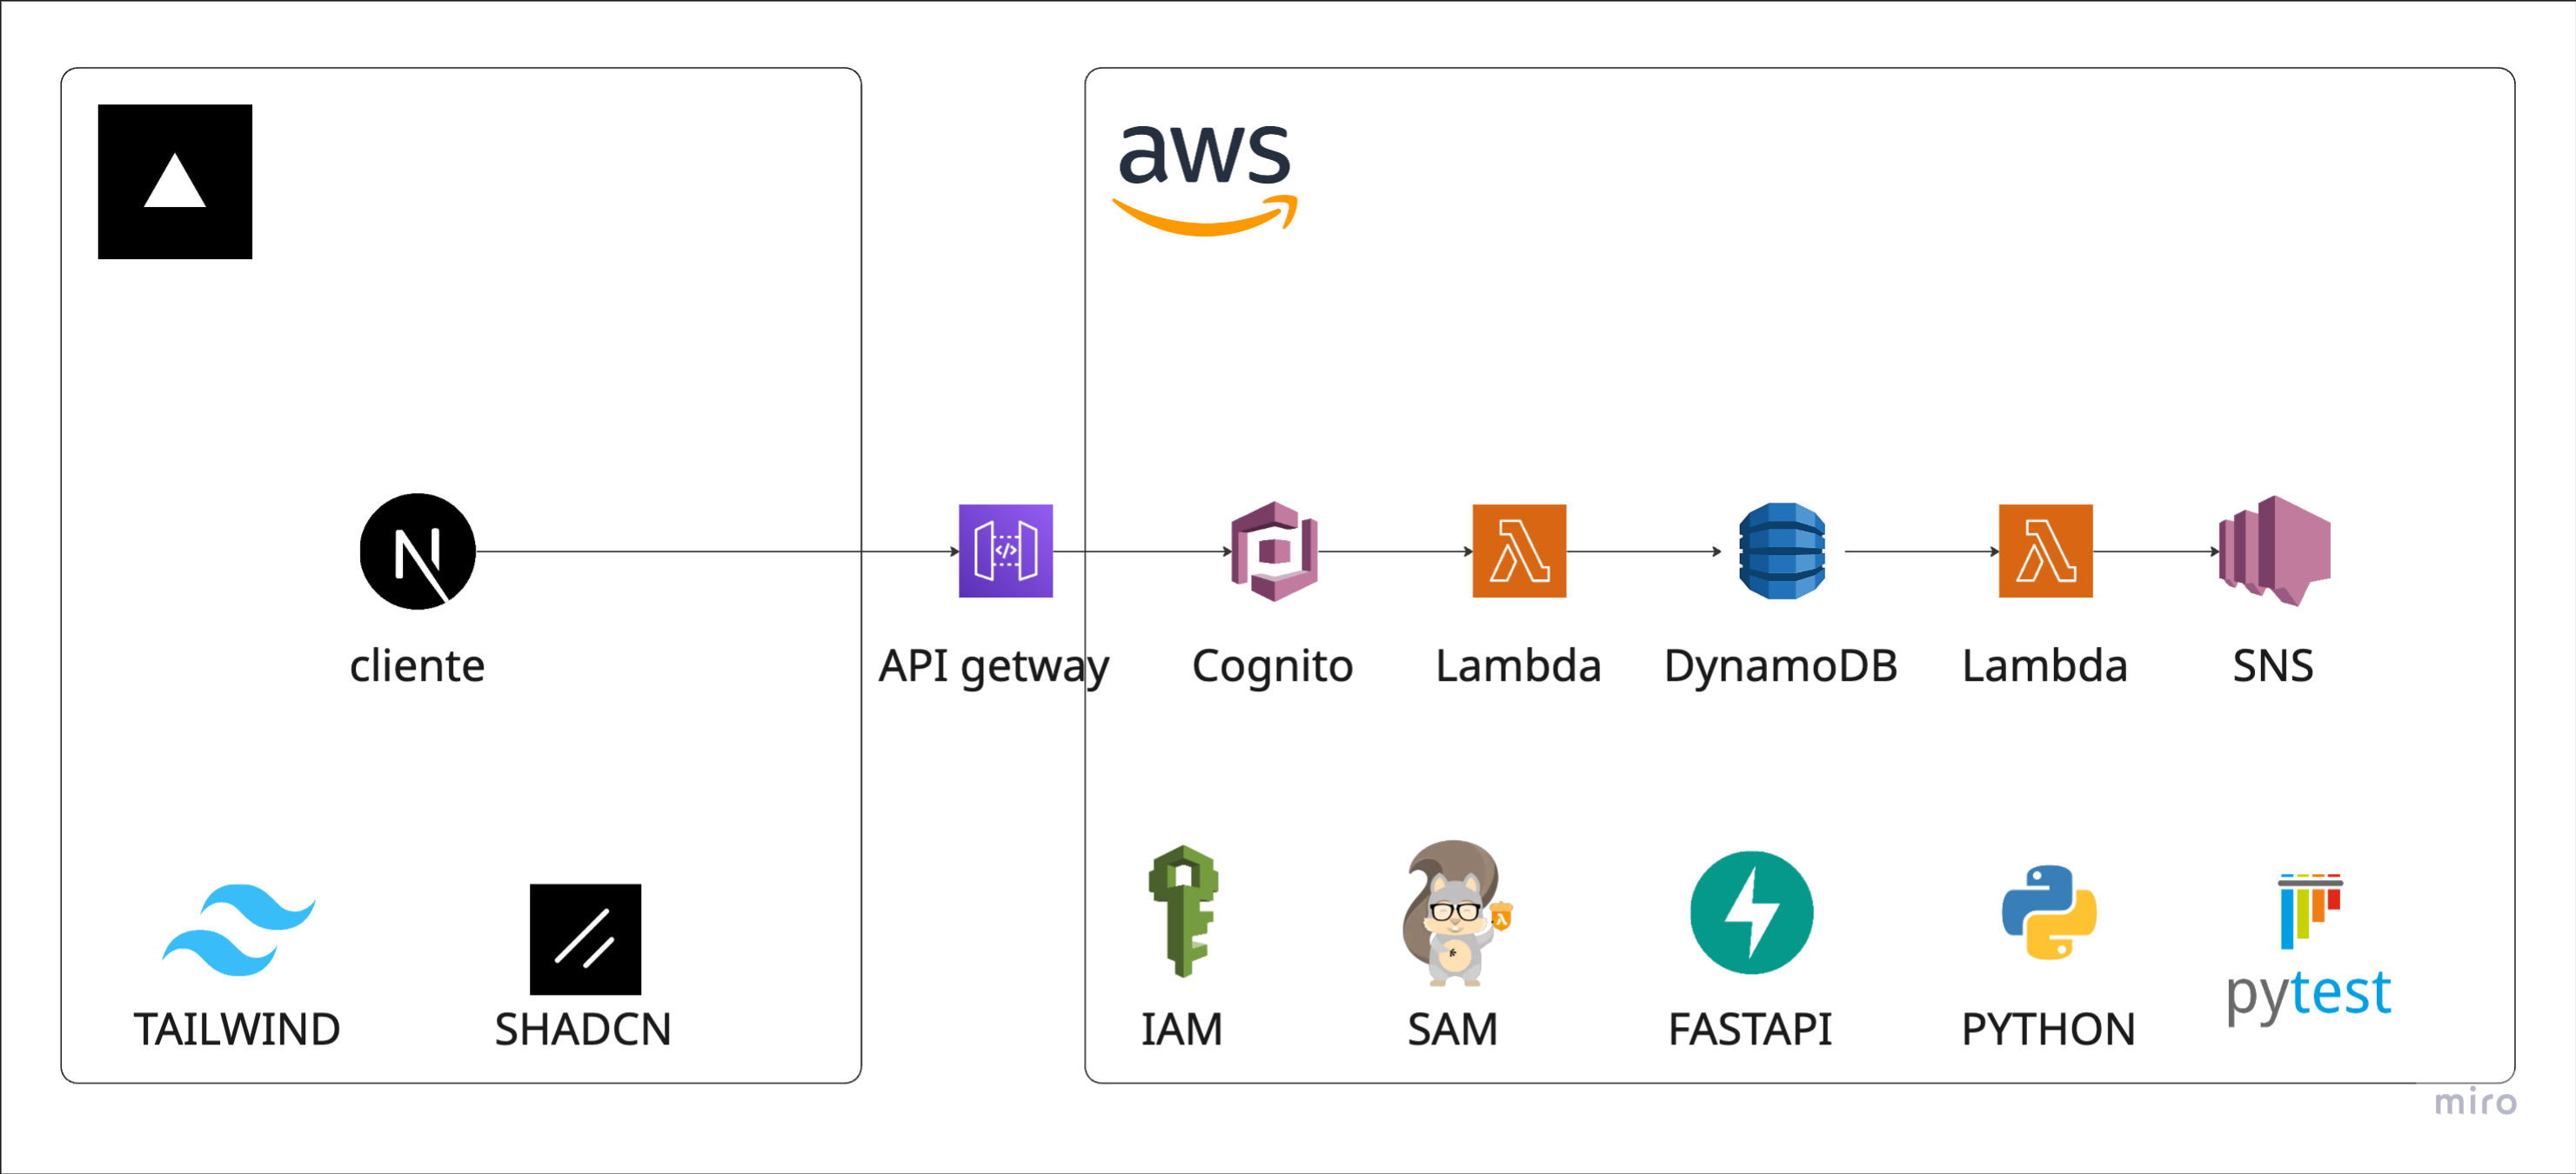 aws
cliente
API getway
Cognito
Lambda
DynamoDB
Lambda
SNS
TAILWIND
SHADCN
IAM
SAM
FASTAPI
PYTHON
pytest
miro